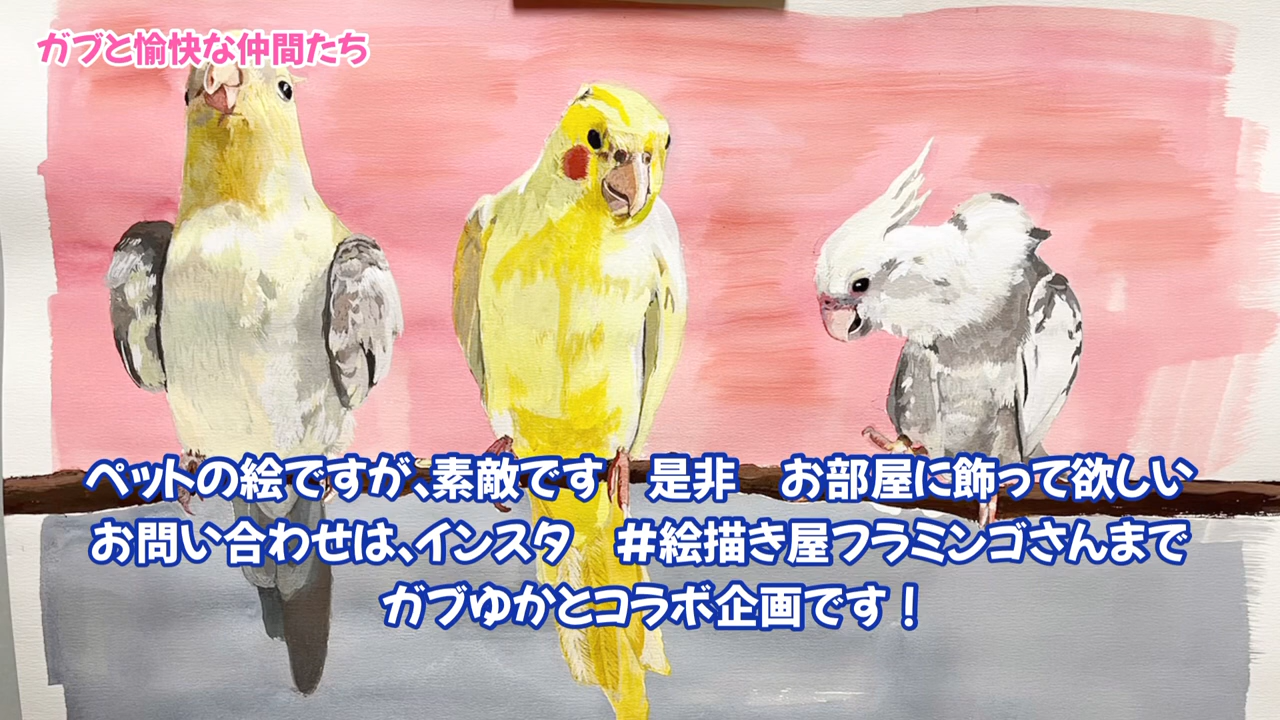 ガブと愉快な仲間たち
ペットの絵ですが、素敵です　是非　お部屋に飾って欲しい
お問い合わせは、インスタ　#絵描き屋フラミンゴさんまで
ガブゆかとコラボ企画です！